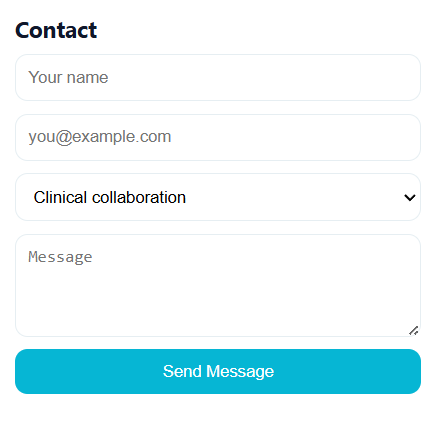 Contact
Your name
you@example.com
Clinical collaboration
Message
Send Message